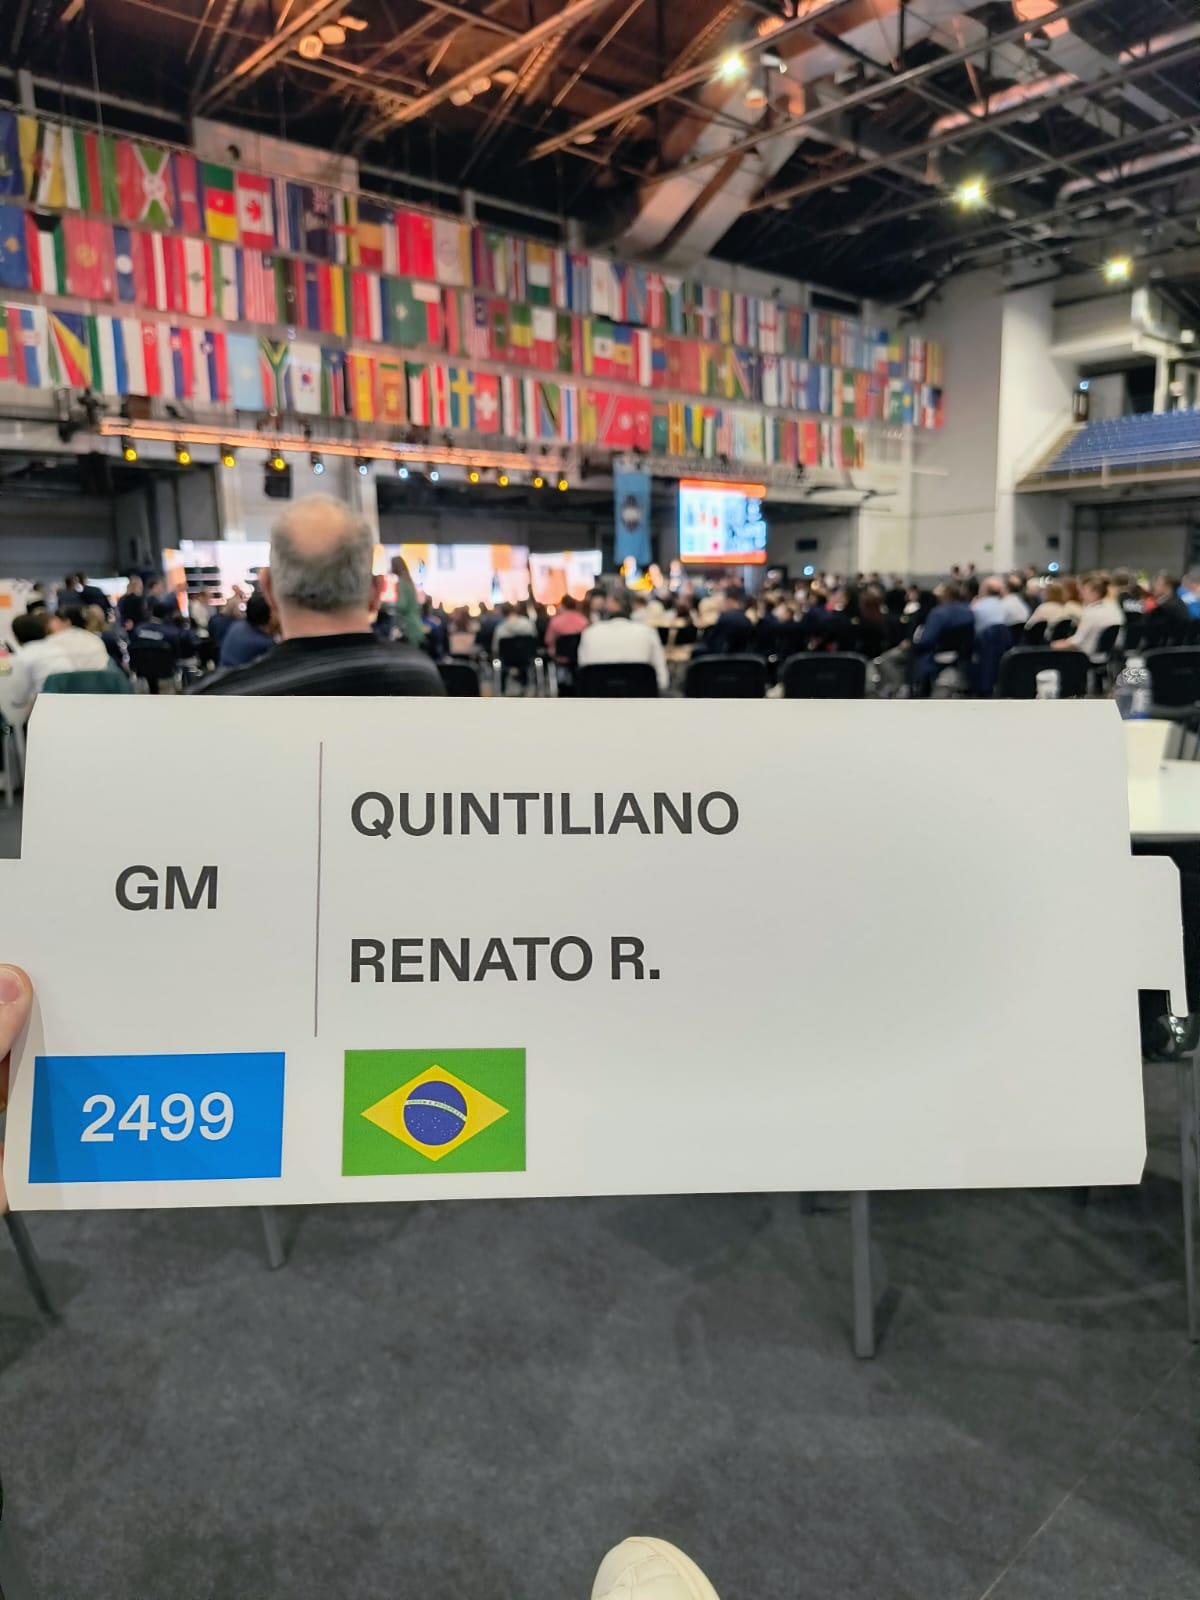 GM
QUINTILIANO
RENATO R.
2499